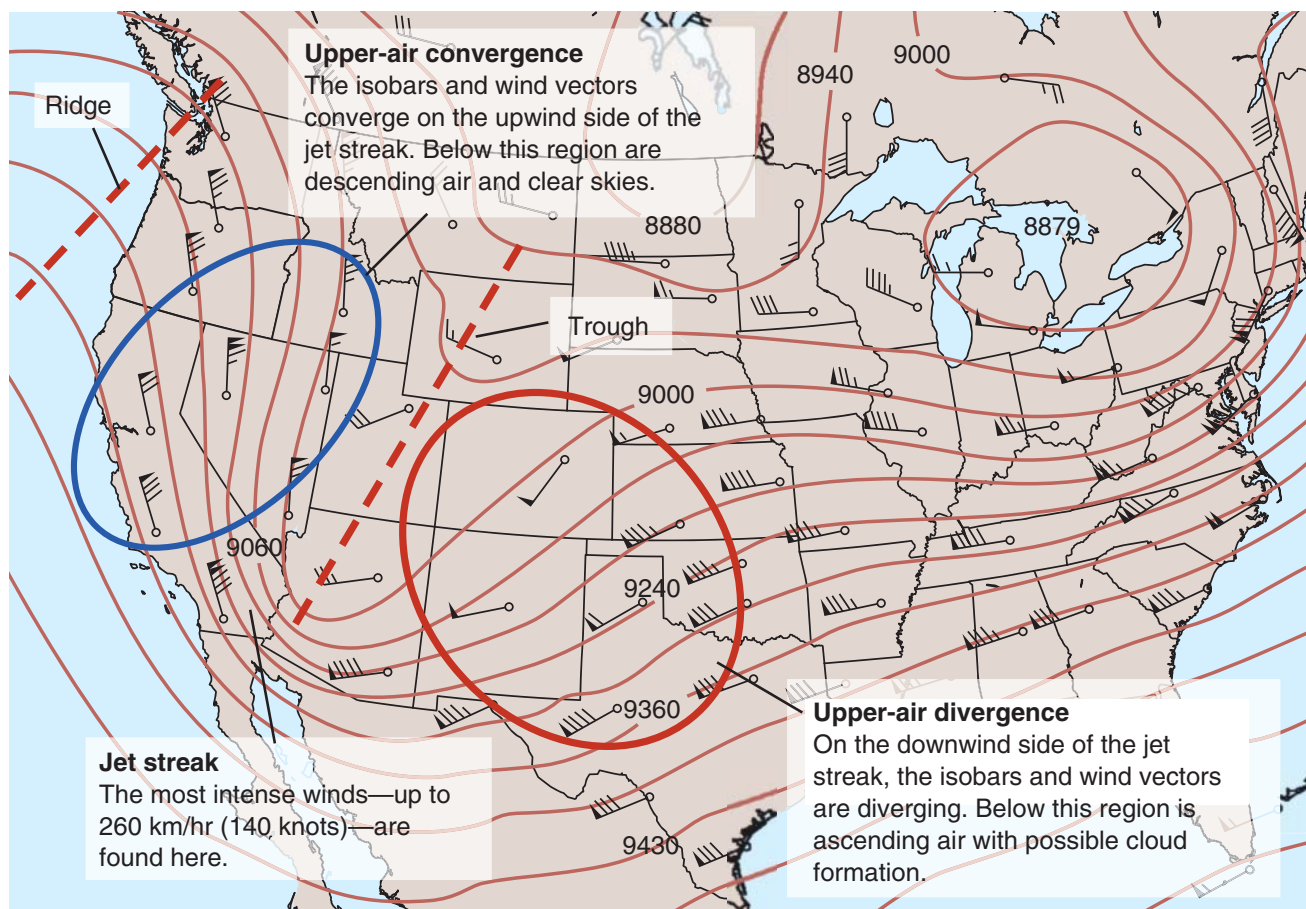 Upper-air convergence
The isobars and wind vectors
converge on the upwind side of the
jet streak. Below this region are
descending air and clear skies.
9000
8940
Ridge
8880
8879
Trough
9000
9060
9240
9360
Upper-air divergence
On the downwind side of the jet
streak, the isobars and wind vectors
are diverging. Below this region is
ascending air with possible cloud
formation.
Jet streak
The most intense winds—up to
260 km/hr (140 knots)—are
found here.
9430